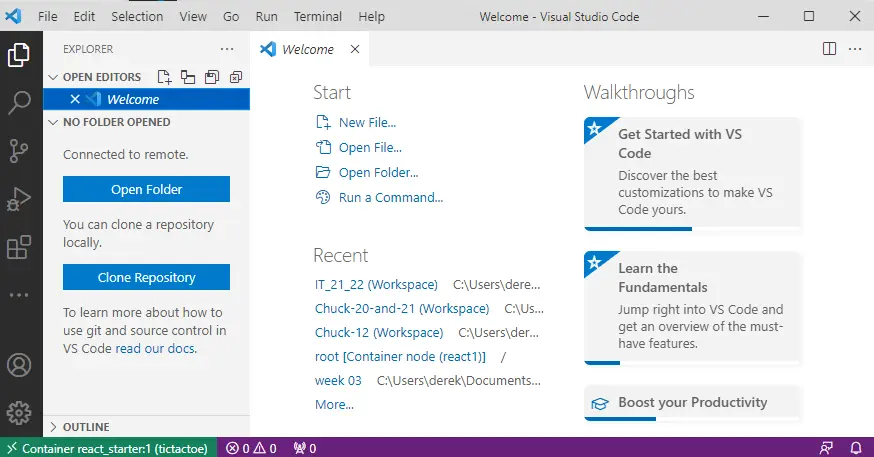 File Edit Selection View Go Run Terminal Help Welcome - Visual Studio Code
EXPLORER
Welcome
OPEN EDITORS
Welcome
NO FOLDER OPENED
Connected to remote.
Open Folder
You can clone a repository
locally.
Clone Repository
To learn more about how to
use git and source control in
VS Code read our docs.
OUTLINE
Start
New File...
Open File...
Open Folder...
Run a Command...
Recent
IT_21_22 (Workspace) C:\Users\dere...
Chuck-20-and-21 (Workspace) C:\Us...
Chuck-12 (Workspace) C:\Users\der...
root [Container node (react1)] /
week 03 C:\Users\derek\Documents...
More...
Walkthroughs
Get Started with VS
Code
Discover the best
customizations to make VS
Code yours.
Learn the
Fundamentals
Jump right into VS Code and
get an overview of the must-
have features.
Boost your Productivity
Container react_starter:1 (tictactoe) 0 0 0